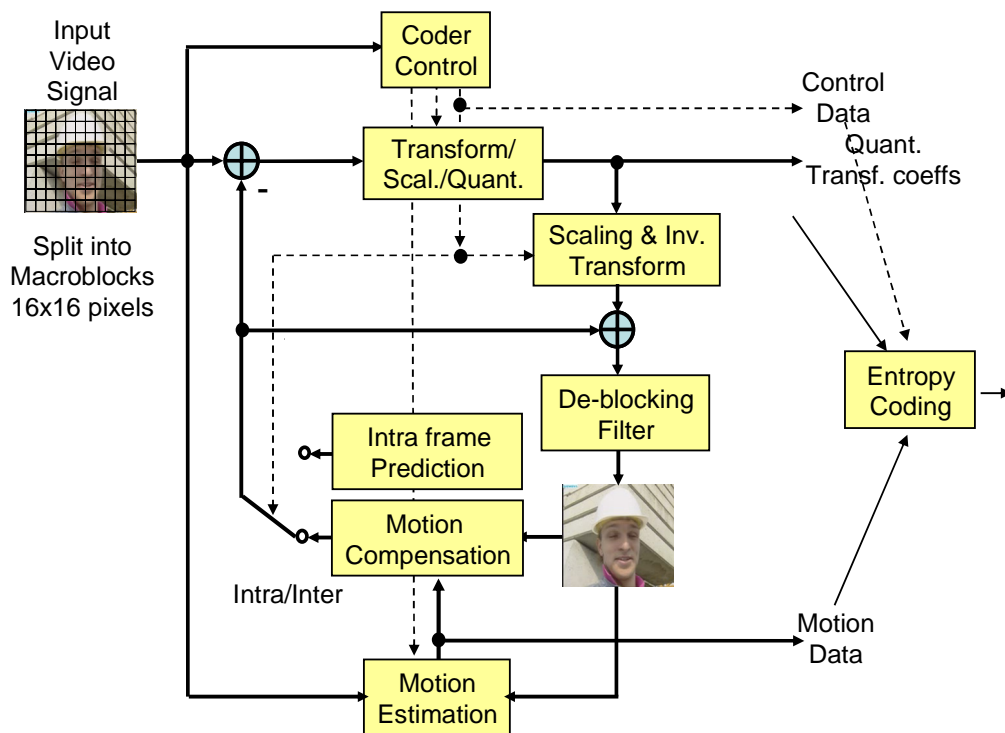 Input
Video
Signal
Coder
Control
Control
Data
Quant.
Transf. coeffs
Transform/
Scal./Quant.
-
Split into
Macroblocks
16x16 pixels
Scaling & Inv.
Transform
Entropy
Coding
De-blocking
Filter
Intra frame
Prediction
Motion
Compensation
Intra/Inter
Motion
Data
Motion
Estimation